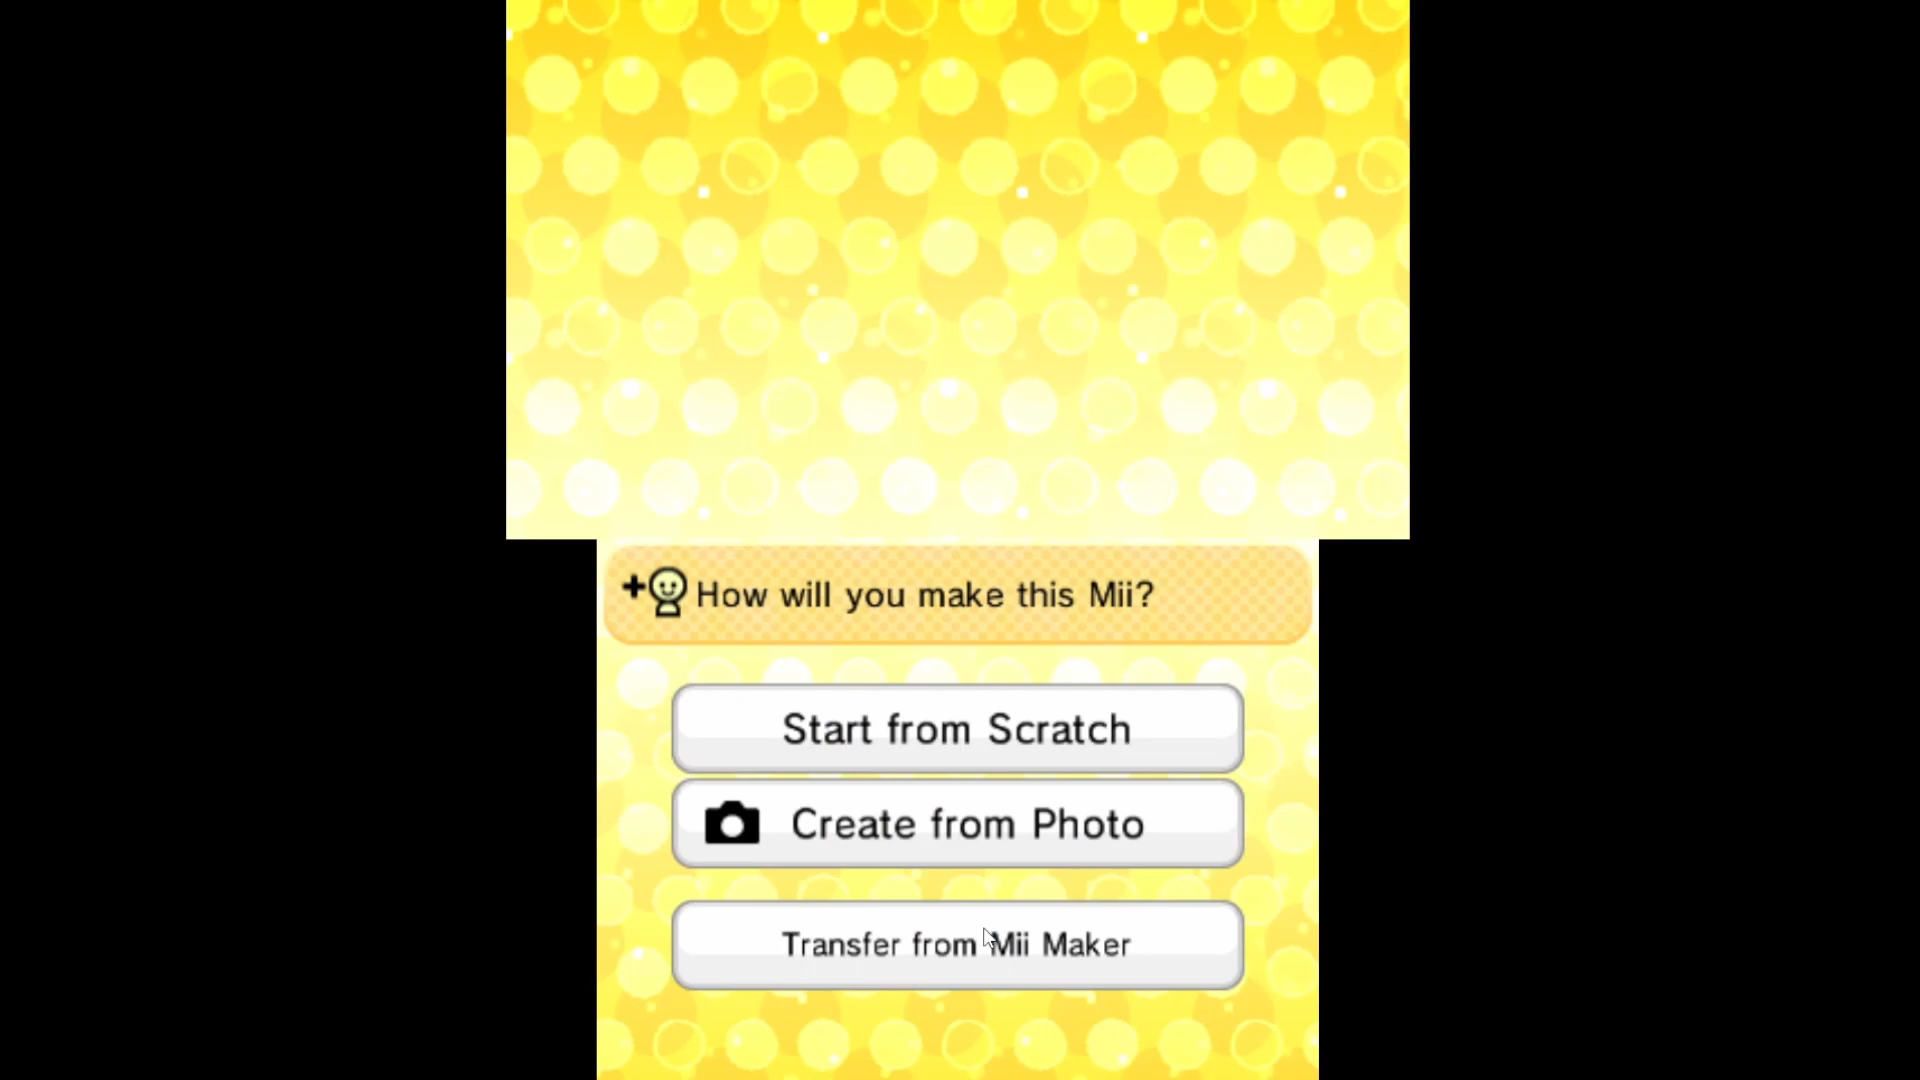 How will you make this Mii?
Start from Scratch
Create from Photo
Transfer from Mii Maker